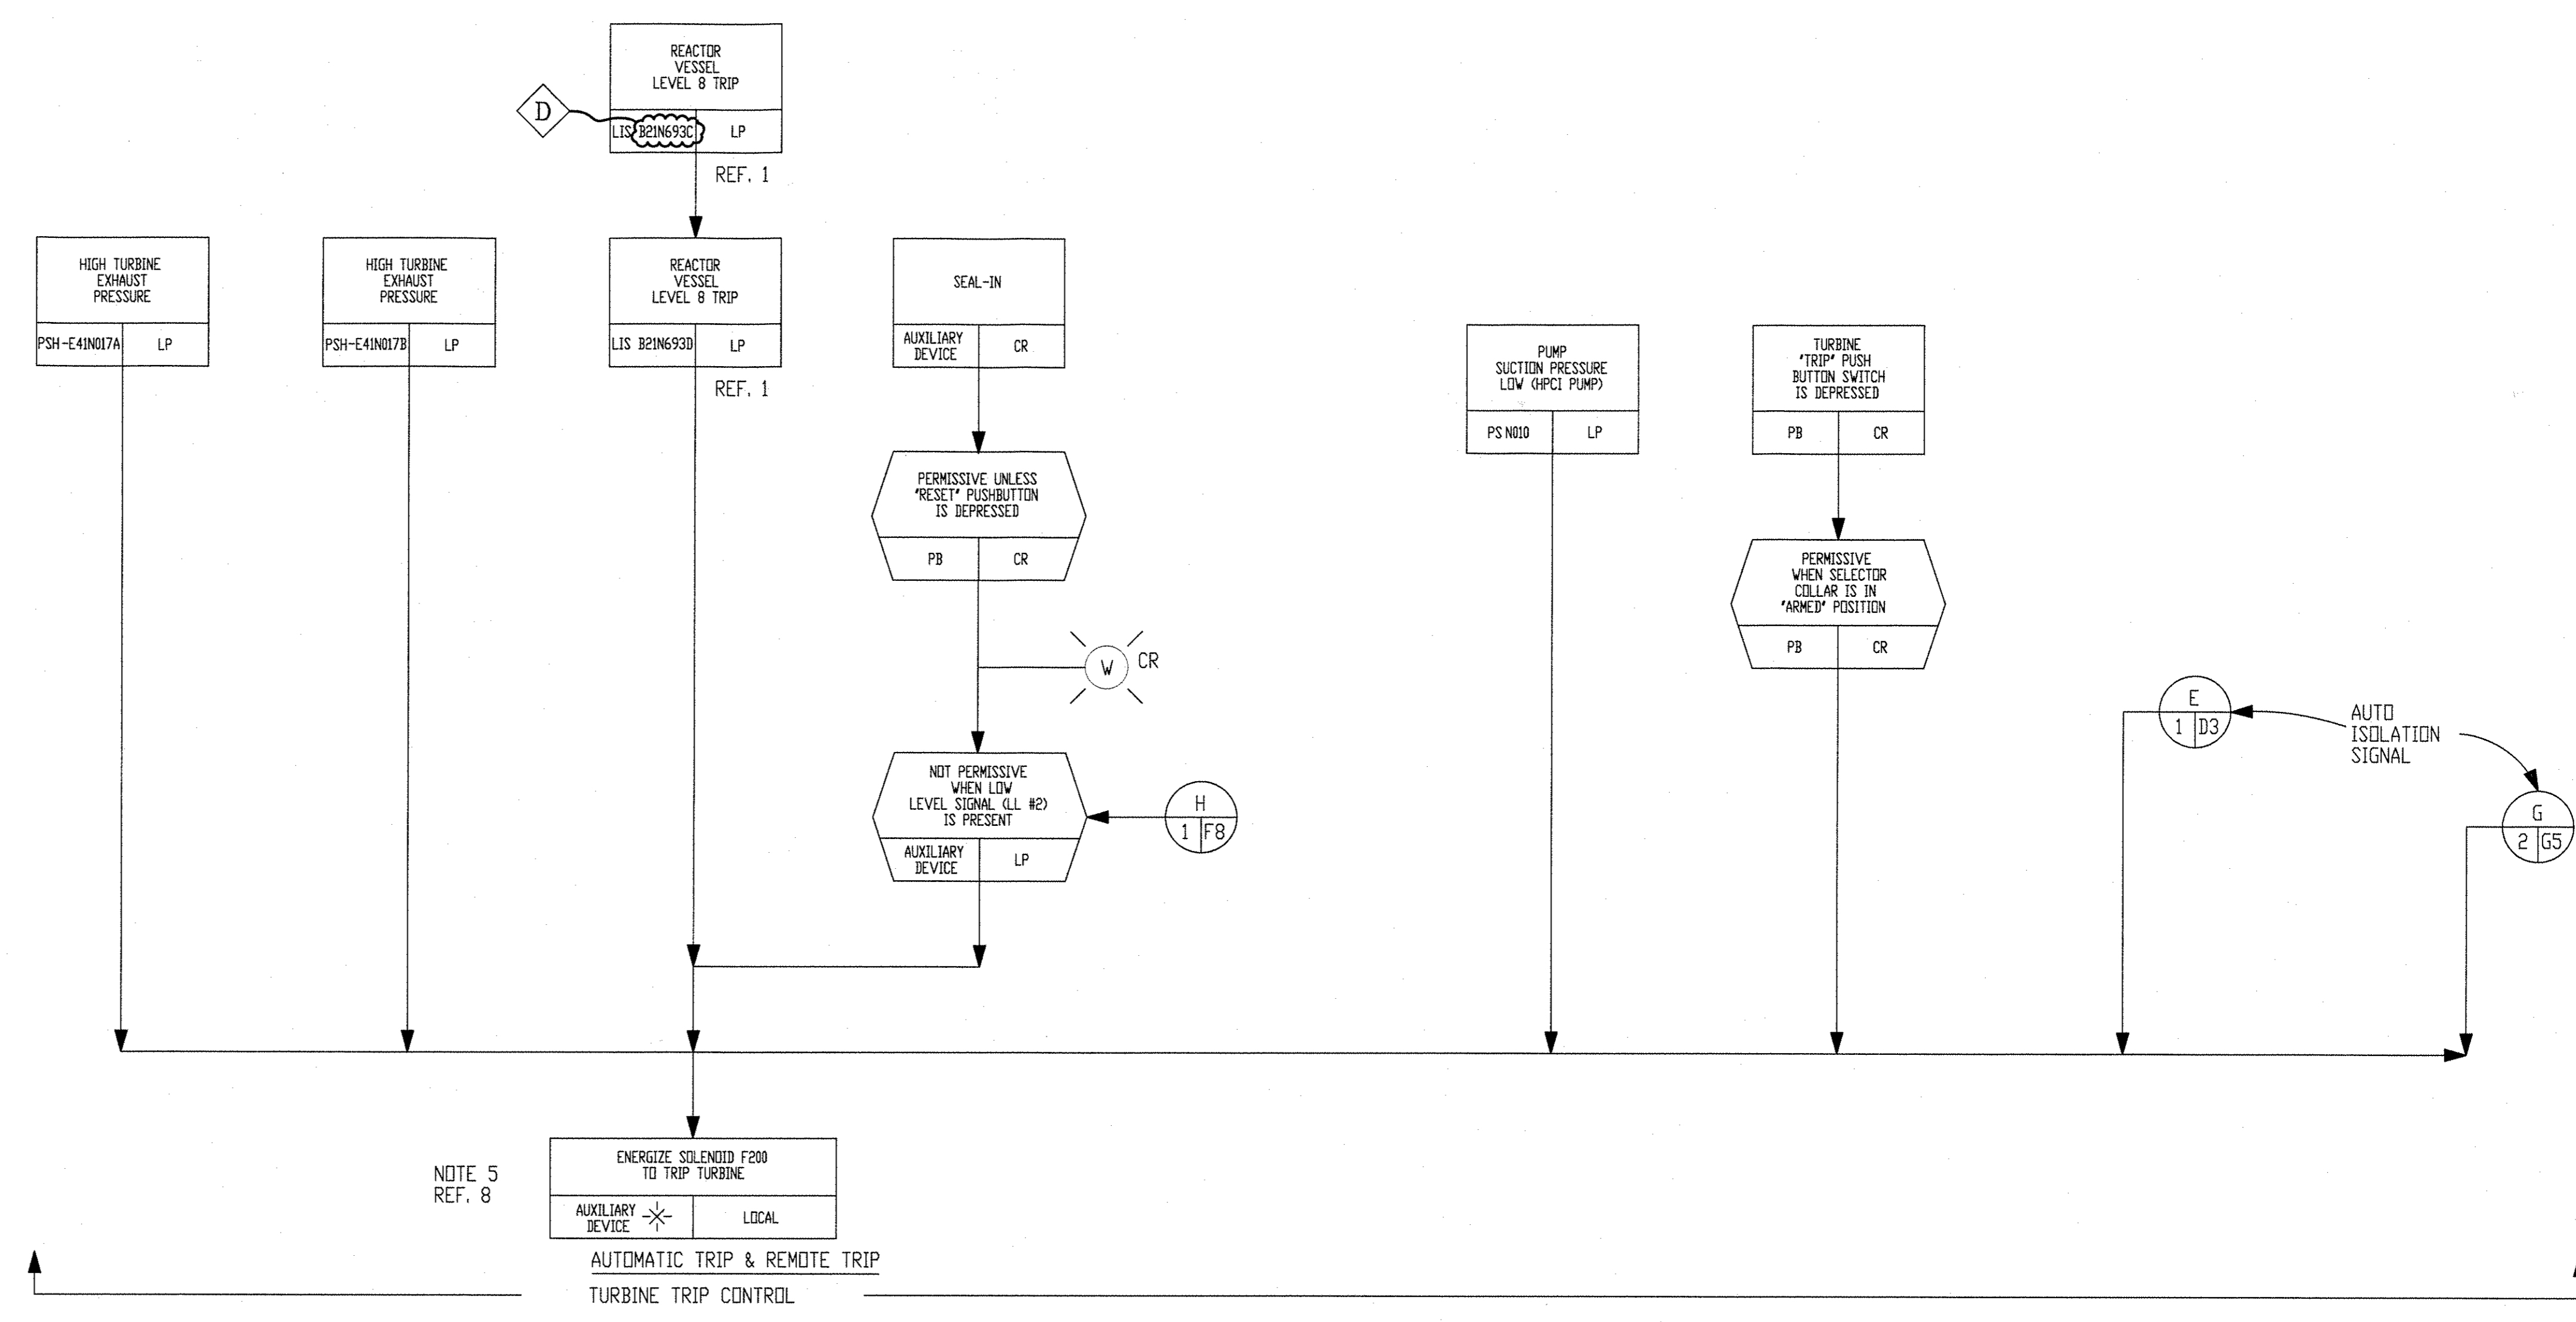 REACTOR
VESSEL
LEVEL 8 TRIP
D
LIS B21N693C
LP
REF. 1
HIGH TURBINE
EXHAUST
PRESSURE
PSH-E41N017A
LP
HIGH TURBINE
EXHAUST
PRESSURE
PSH-E41N017B
LP
REACTOR
VESSEL
LEVEL 8 TRIP
LIS B21N693D
LP
REF. 1
SEAL-IN
AUXILIARY
DEVICE
CR
PERMISSIVE UNLESS
"RESET" PUSHBUTTON
IS DEPRESSED
PB
CR
W
CR
NOT PERMISSIVE
WHEN LOW
LEVEL SIGNAL (LL #2)
IS PRESENT
AUXILIARY
DEVICE
LP
H
1 F8
PUMP
SUCTION PRESSURE
LOW (HPCI PUMP)
PS N010
LP
TURBINE
"TRIP" PUSH
BUTTON SWITCH
IS DEPRESSED
PB
CR
PERMISSIVE
WHEN SELECTOR
COLLAR IS IN
"ARMED" POSITION
PB
CR
E
1 D3
AUTO
ISOLATION
SIGNAL
G
2 G5
NOTE 5
REF. 8
ENERGIZE SOLENOID F200
TO TRIP TURBINE
AUXILIARY
DEVICE
LOCAL
AUTOMATIC TRIP & REMOTE TRIP
TURBINE TRIP CONTROL